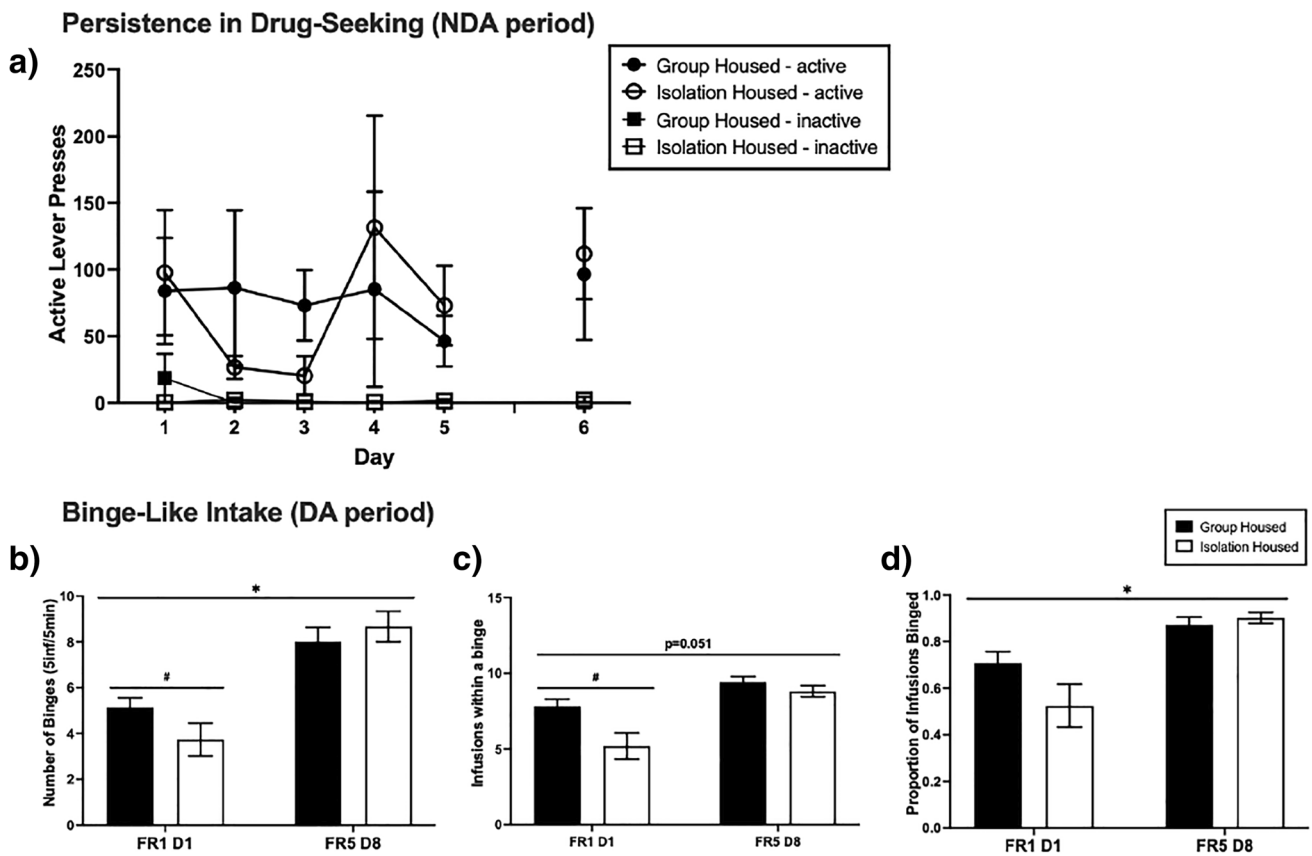 Persistence in Drug-Seeking (NDA period)
a)
Group Housed - active
Isolation Housed - active
Group Housed - inactive
Isolation Housed - inactive
Active Lever Presses
250
200
150
100
50
0
1 2 3 4 5 6
Day
Binge-Like Intake (DA period)
Group Housed
Isolation Housed
b)
Number of Binges (5inf/5min)
10
8
6
4
2
0
*
#
FR1 D1 FR5 D8
c)
Infusions within a binge
15
10
5
0
p=0.051
#
FR1 D1 FR5 D8
d)
Proportion of Infusions Binged
1.0
0.8
0.6
0.4
0.2
0.0
*
FR1 D1 FR5 D8